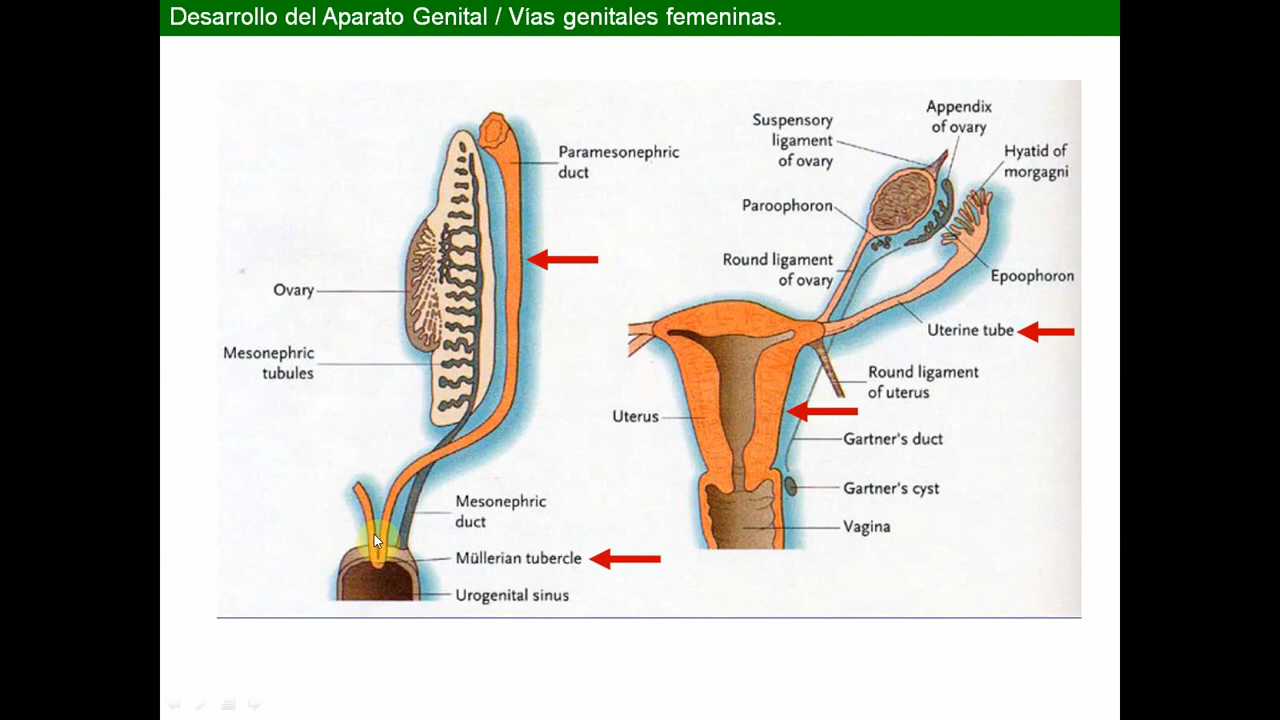 Desarrollo del Aparato Genital / Vías genitales femeninas.
Paramesonephric
duct
Ovary
Mesonephric
tubules
Mesonephric
duct
Müllerian tubercle
Urogenital sinus
Suspensory
ligament
of ovary
Appendix
of ovary
Hyatid of
morgagni
Paroophoron
Round ligament
of ovary
Epoophoron
Uterine tube
Round ligament
of uterus
Uterus
Gartner's duct
Gartner's cyst
Vagina